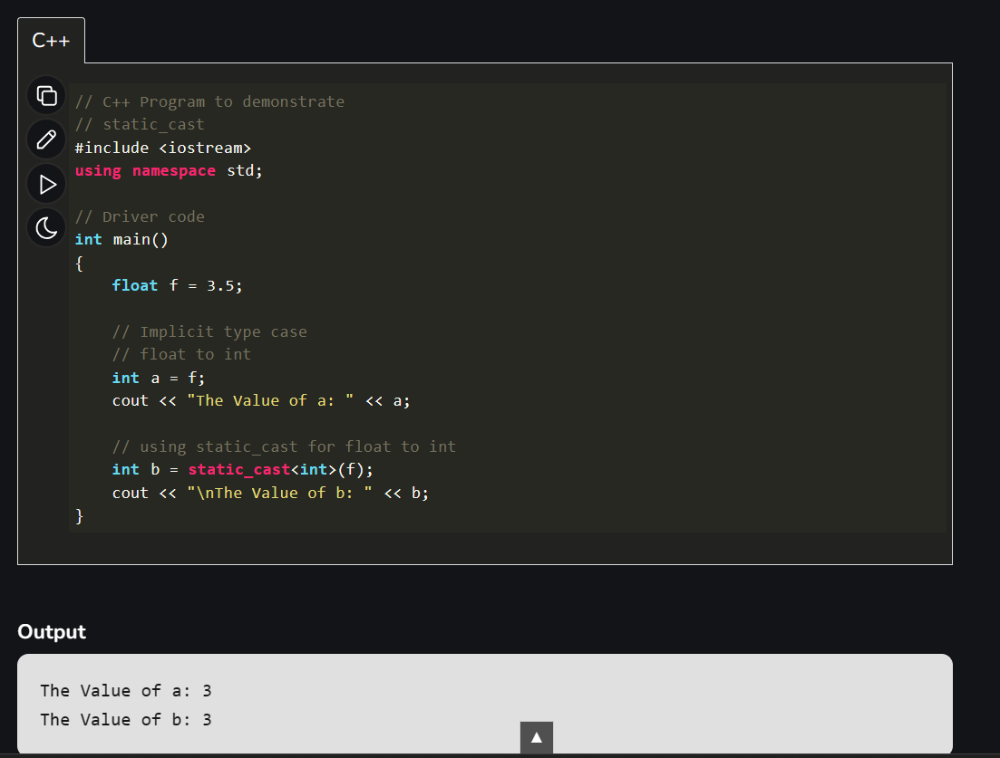 C++
// C++ Program to demonstrate
// static_cast
#include <iostream>
using namespace std;
// Driver code
int main()
{
    float f = 3.5;
    // Implicit type case
    // float to int
    int a = f;
    cout << "The Value of a: " << a;
    // using static_cast for float to int
    int b = static_cast<int>(f);
    cout << "\nThe Value of b: " << b;
}
Output
The Value of a: 3
The Value of b: 3